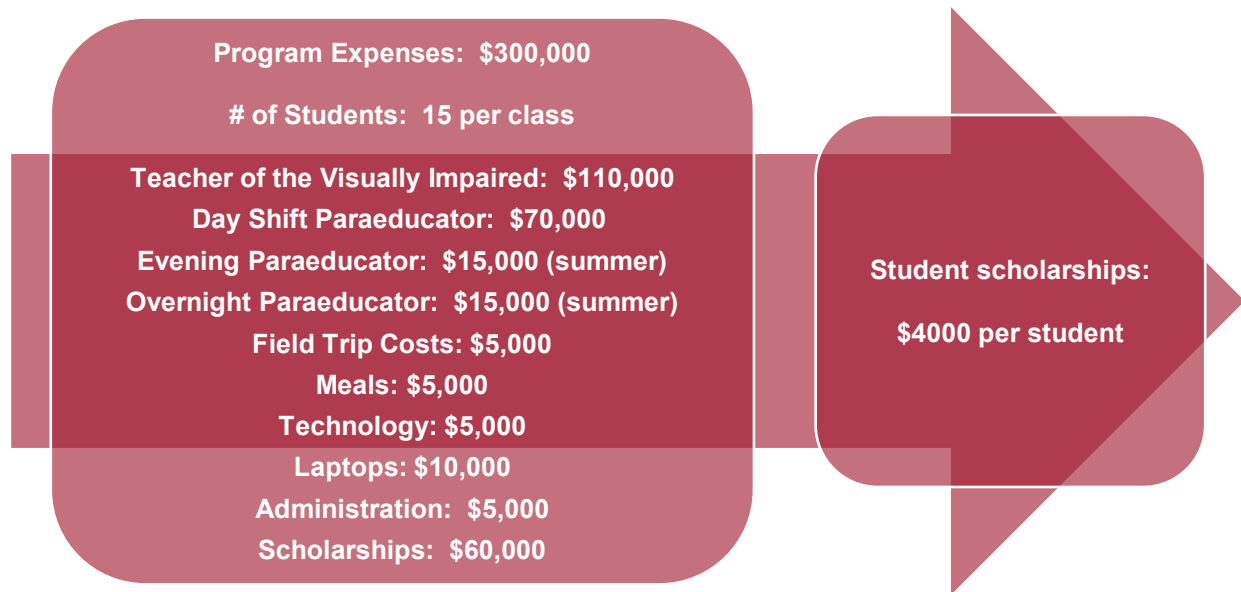 Program Expenses: $300,000
# of Students: 15 per class
Teacher of the Visually Impaired: $110,000
Day Shift Paraeducator: $70,000
Evening Paraeducator: $15,000 (summer)
Overnight Paraeducator: $15,000 (summer)
Field Trip Costs: $5,000
Meals: $5,000
Technology: $5,000
Laptops: $10,000
Administration: $5,000
Scholarships: $60,000
Student scholarships:
$4000 per student